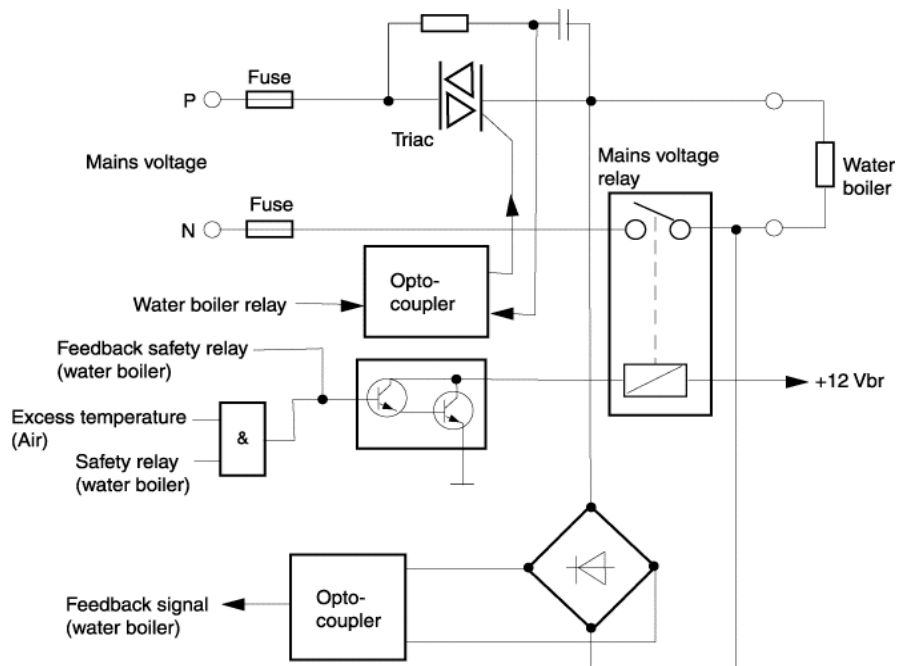 Fuse
P
Triac
Mains voltage
Mains voltage
relay
Water
boiler
Fuse
N
Opto-
coupler
Water boiler relay
Feedback safety relay
(water boiler)
+12 Vbr
Excess temperature
(Air)
&
Safety relay
(water boiler)
Opto-
coupler
Feedback signal
(water boiler)